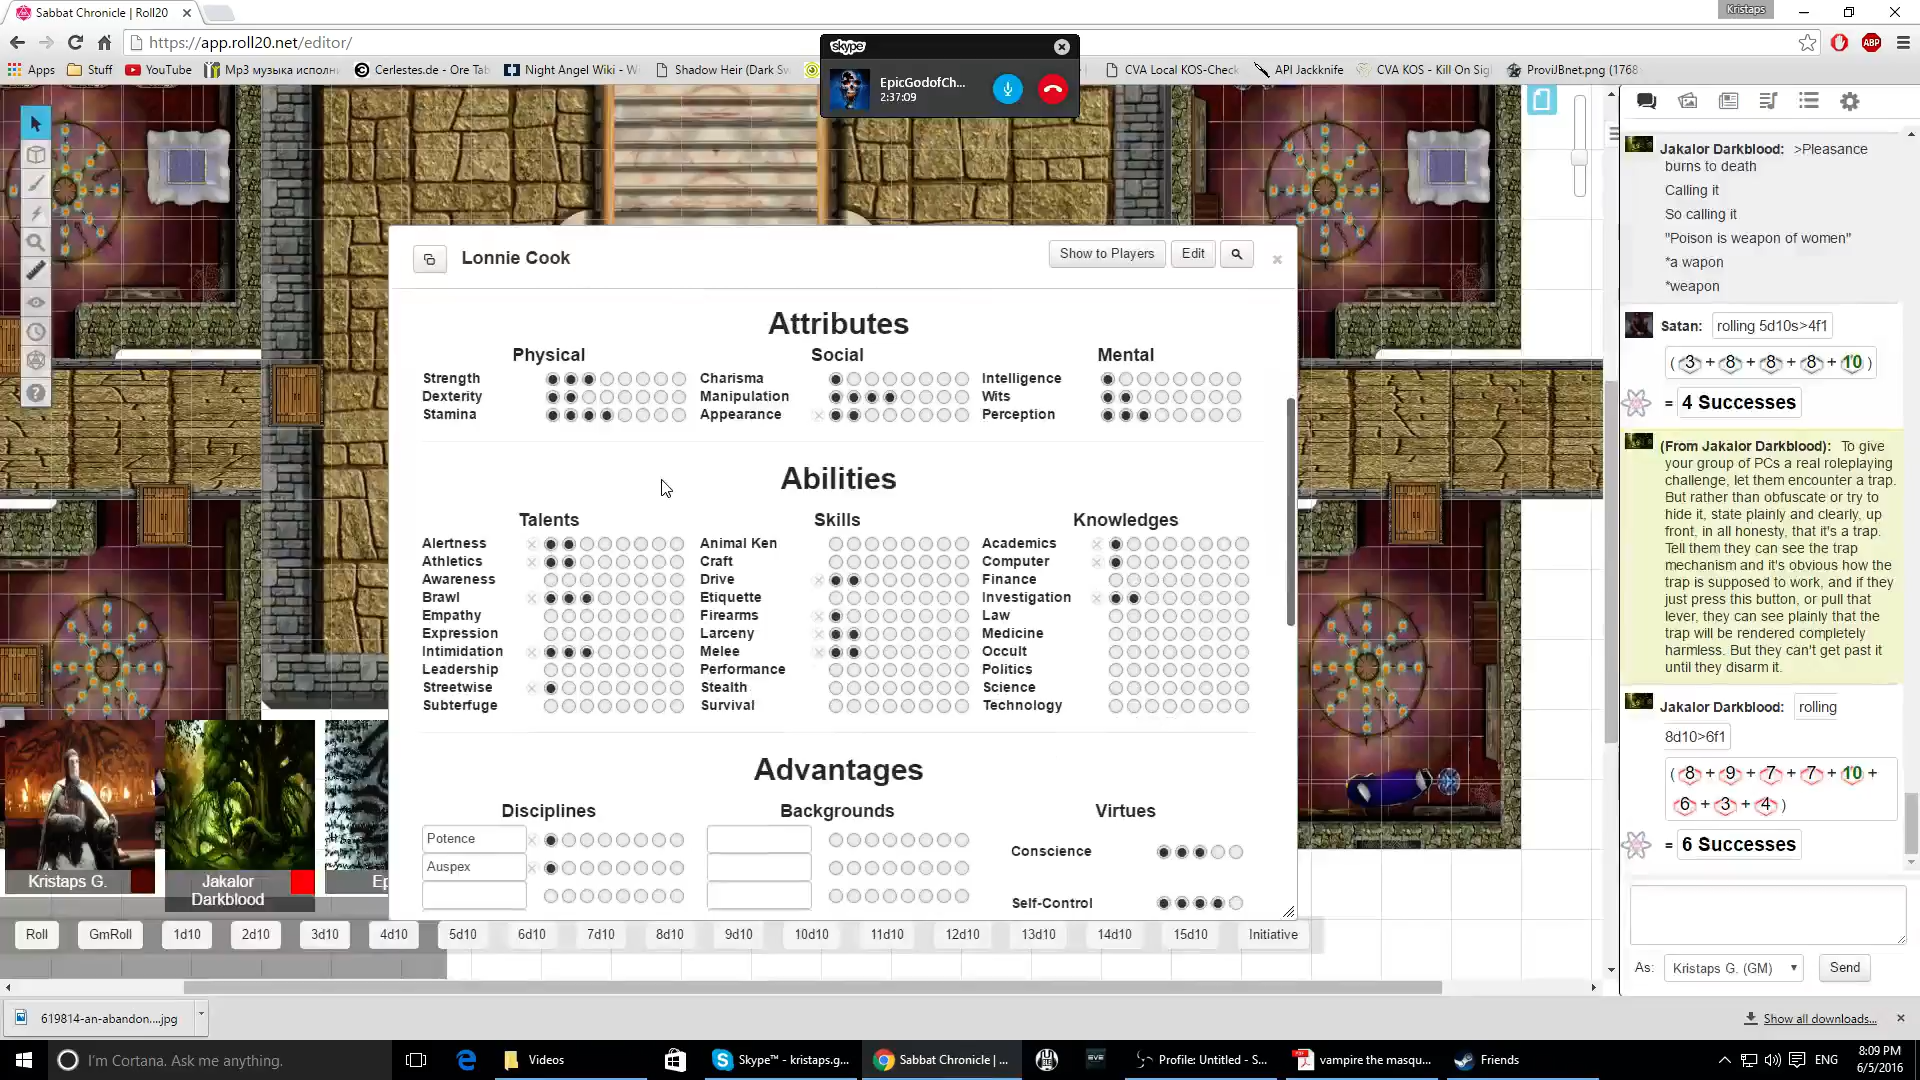 Sabbat Chronicle | Roll20
Kristaps
https://app.roll20.net/editor/
Apps
Stuff
YouTube
Mp3 музыка исполн
Cerlestes.de - Ore Tab
Night Angel Wiki - Wi
Shadow Heir (Dark Sw
CVA Local KOS-Check
API Jackknife
CVA KOS - Kill On Sig
ProviJBnet.png (1768
ABP
skype
EpicGodofCh...
2:37:09
Lonnie Cook
Show to Players
Edit
Attributes
Physical Social Mental
Strength Charisma Intelligence
Dexterity Manipulation Wits
Stamina Appearance Perception
Abilities
Talents Skills Knowledges
Alertness Animal Ken Academics
Athletics Craft Computer
Awareness Drive Finance
Brawl Etiquette Investigation
Empathy Firearms Law
Expression Larceny Medicine
Intimidation Melee Occult
Leadership Performance Politics
Streetwise Stealth Science
Subterfuge Survival Technology
Advantages
Disciplines Backgrounds Virtues
Potence
Conscience
Auspex
Self-Control
Kristaps G.
Jakalor
Darkblood
Ep
Roll GmRoll 1d10 2d10 3d10 4d10 5d10 6d10 7d10 8d10 9d10 10d10 11d10 12d10 13d10 14d10 15d10 Initiative
Jakalor Darkblood: >Pleasance
burns to death
Calling it
So calling it
"Poison is weapon of women"
*a wapon
*weapon
Satan: rolling 5d10s>4f1
(3+8+8+8+10)
= 4 Successes
(From Jakalor Darkblood): To give
your group of PCs a real roleplaying
challenge, let them encounter a trap.
But rather than obfuscate or try to
hide it, state plainly and clearly, up
front, in all honesty, that it's a trap.
Tell them they can see the trap
mechanism and it's obvious how the
trap is supposed to work, and if they
just press this button, or pull that
lever, they can see plainly that the
trap will be rendered completely
harmless. But they can't get past it
until they disarm it.
Jakalor Darkblood: rolling
8d10>6f1
(8+9+7+7+10+
6+3+4)
= 6 Successes
As: Kristaps G. (GM)
Send
619814-an-abandon....jpg
Show all downloads...
I'm Cortana. Ask me anything.
Videos
Skype™ - kristaps.g...
Sabbat Chronicle |...
EVE
Profile: Untitled - S...
vampire the masqu...
Friends
ENG
8:09 PM
6/5/2016